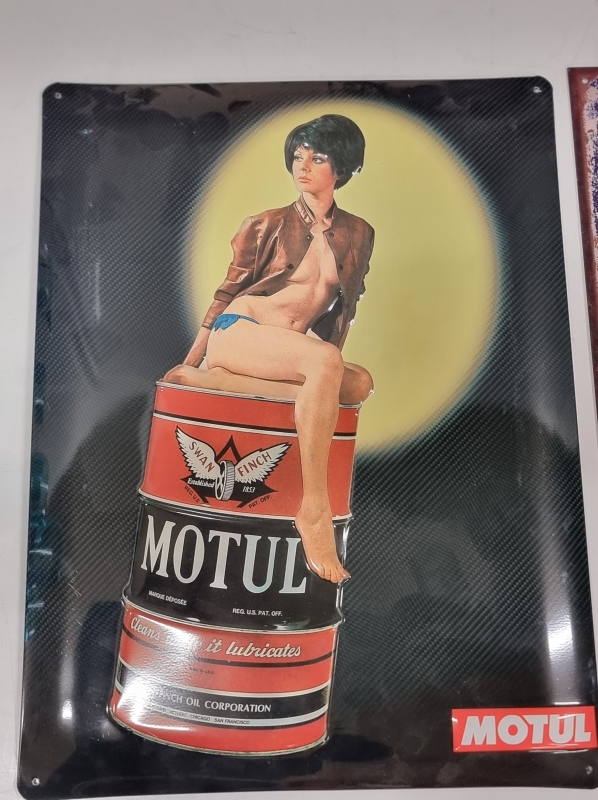 SWAN FINCH
Established 1853
REG. U.S. PAT. OFF.
MOTUL
MARQUE DÉPOSÉE
REG. U.S. PAT. OFF.
Cleans it lubricates
OIL CORPORATION
CHICAGO SAN FRANCISCO
MOTUL